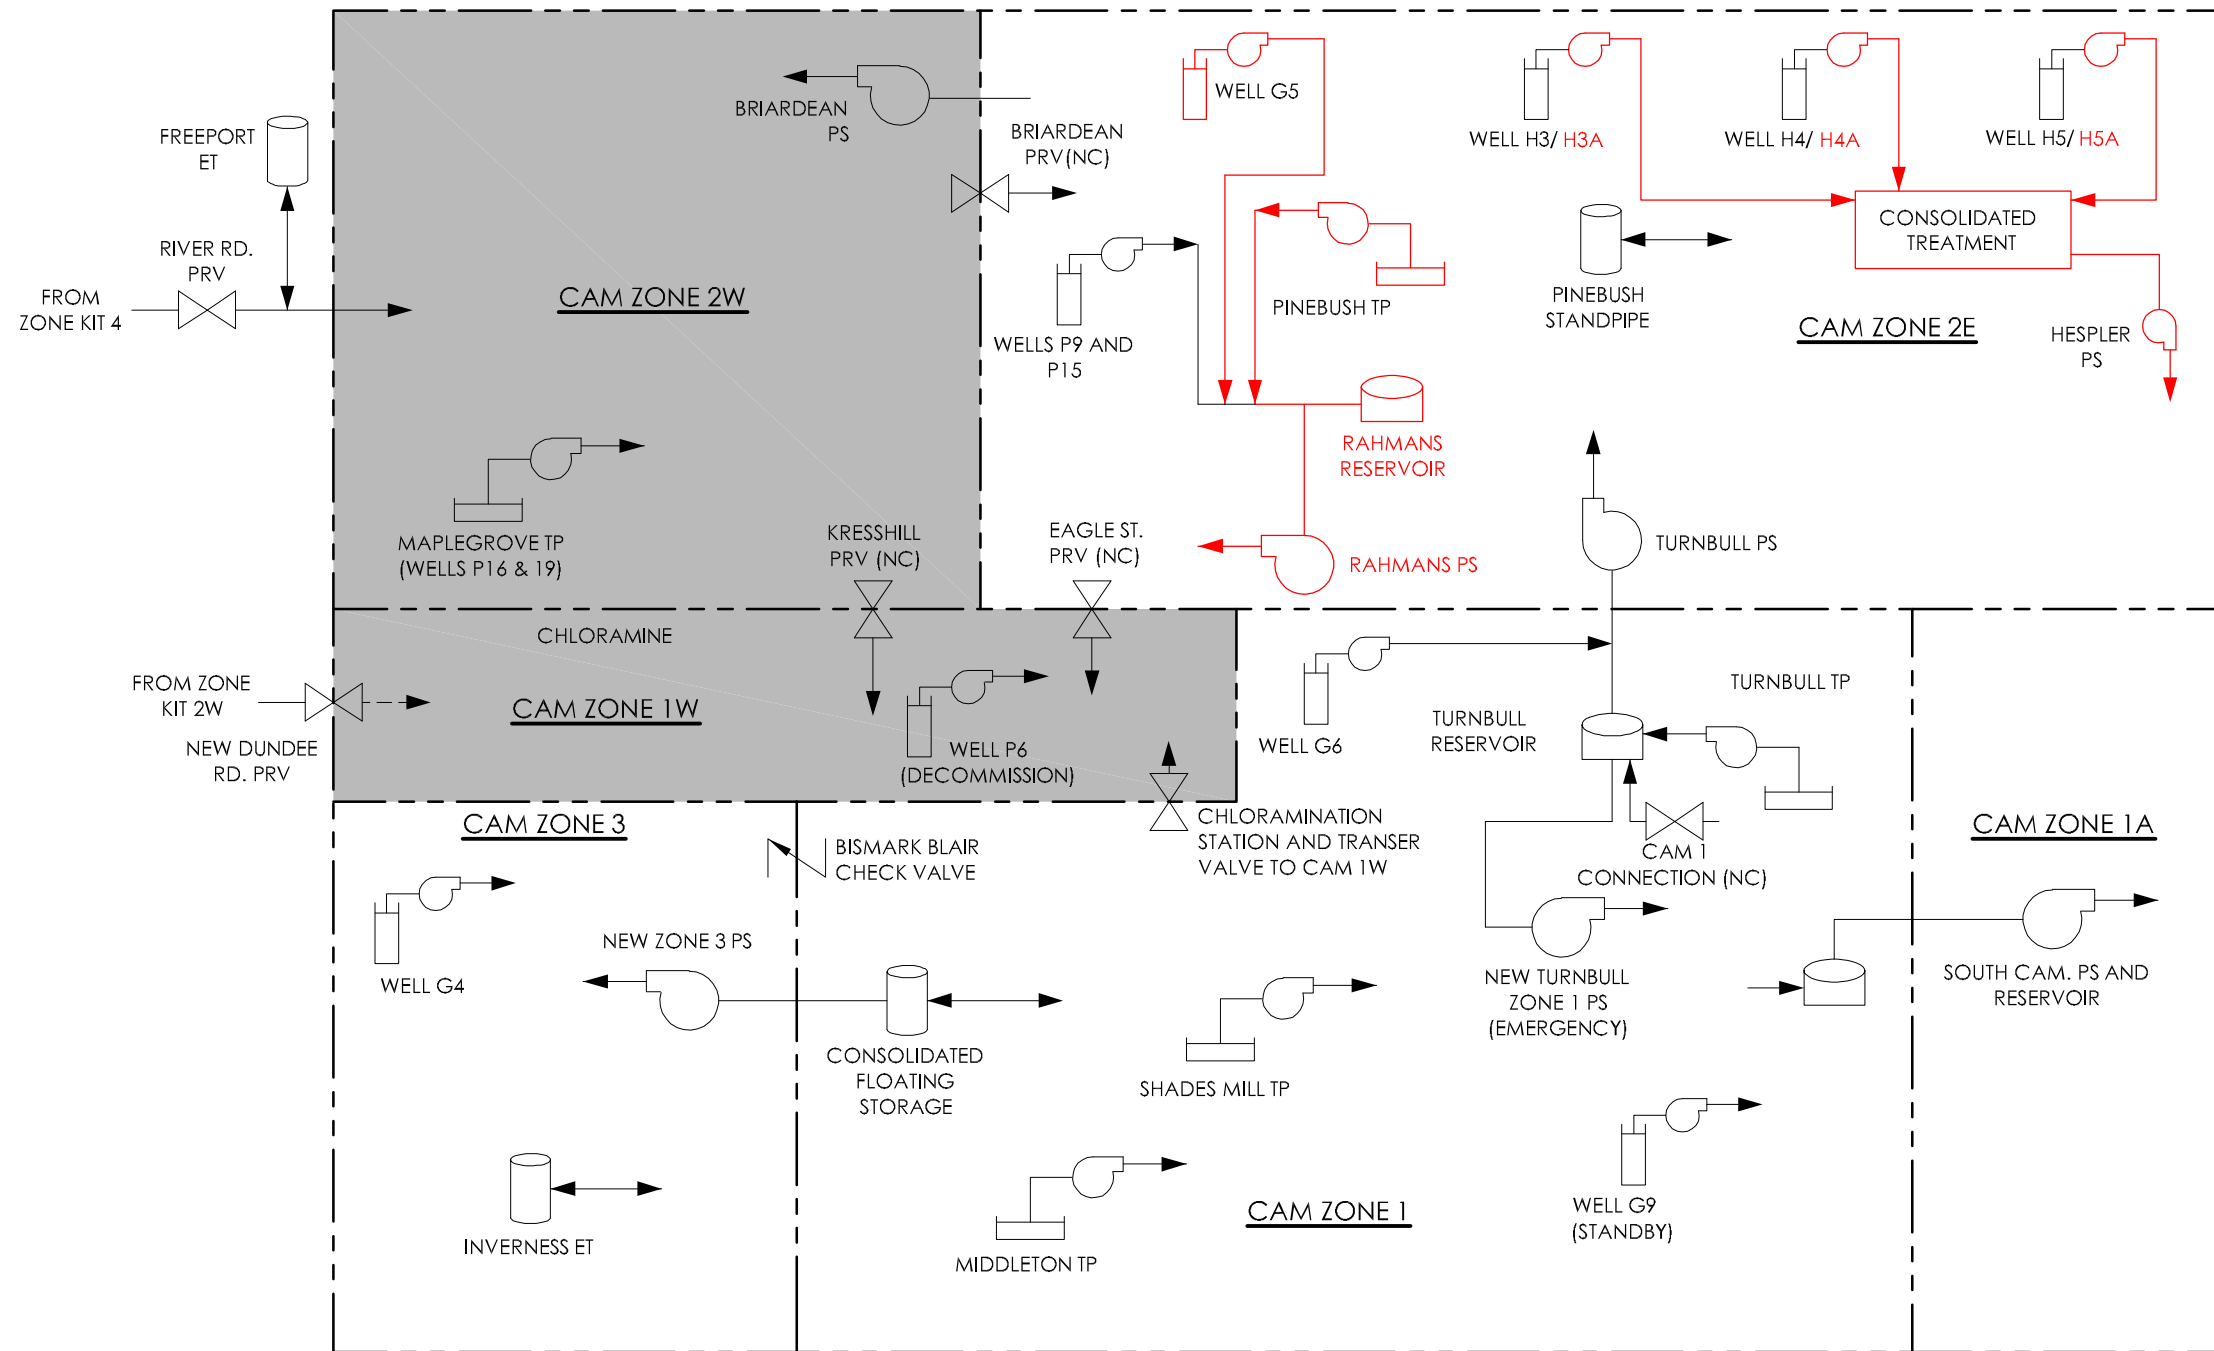 BRIARDEAN
PS
FREEPORT
ET
BRIARDEAN
PRV(NC)
WELL G5
WELL H3/ H3A
WELL H4/ H4A
WELL H5/ H5A
CONSOLIDATED
TREATMENT
RIVER RD.
PRV
FROM
ZONE KIT 4
CAM ZONE 2W
WELLS P9 AND
P15
PINEBUSH TP
PINEBUSH
STANDPIPE
CAM ZONE 2E
HESPLER
PS
RAHMANS
RESERVOIR
MAPLEGROVE TP
(WELLS P16 & 19)
KRESSHILL
PRV (NC)
EAGLE ST.
PRV (NC)
RAHMANS PS
TURNBULL PS
CHLORAMINE
FROM ZONE
KIT 2W
CAM ZONE 1W
NEW DUNDEE
RD. PRV
WELL P6
(DECOMMISSION)
WELL G6
TURNBULL
RESERVOIR
TURNBULL TP
CAM ZONE 3
BISMARK BLAIR
CHECK VALVE
CHLORAMINATION
STATION AND TRANSER
VALVE TO CAM 1W
CAM 1
CONNECTION (NC)
CAM ZONE 1A
WELL G4
NEW ZONE 3 PS
NEW TURNBULL
ZONE 1 PS
(EMERGENCY)
SOUTH CAM. PS AND
RESERVOIR
CONSOLIDATED
FLOATING
STORAGE
SHADES MILL TP
INVERNESS ET
MIDDLETON TP
CAM ZONE 1
WELL G9
(STANDBY)